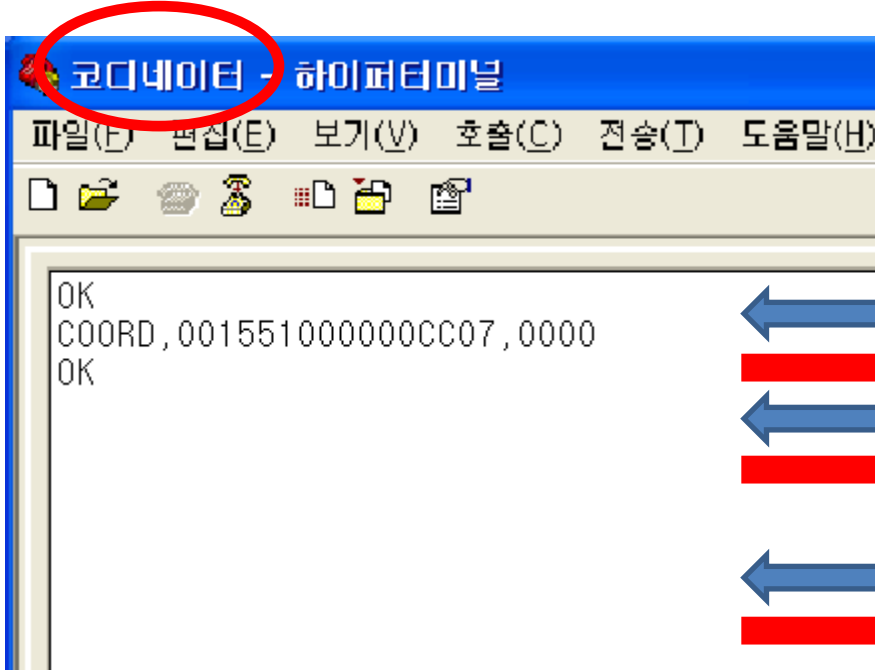 코디네이터 - 하이퍼터미널
파일(F) 편집(E) 보기(V) 호출(C) 전송(T) 도움말(H)
OK
COORD,001551000000CC07,0000
OK